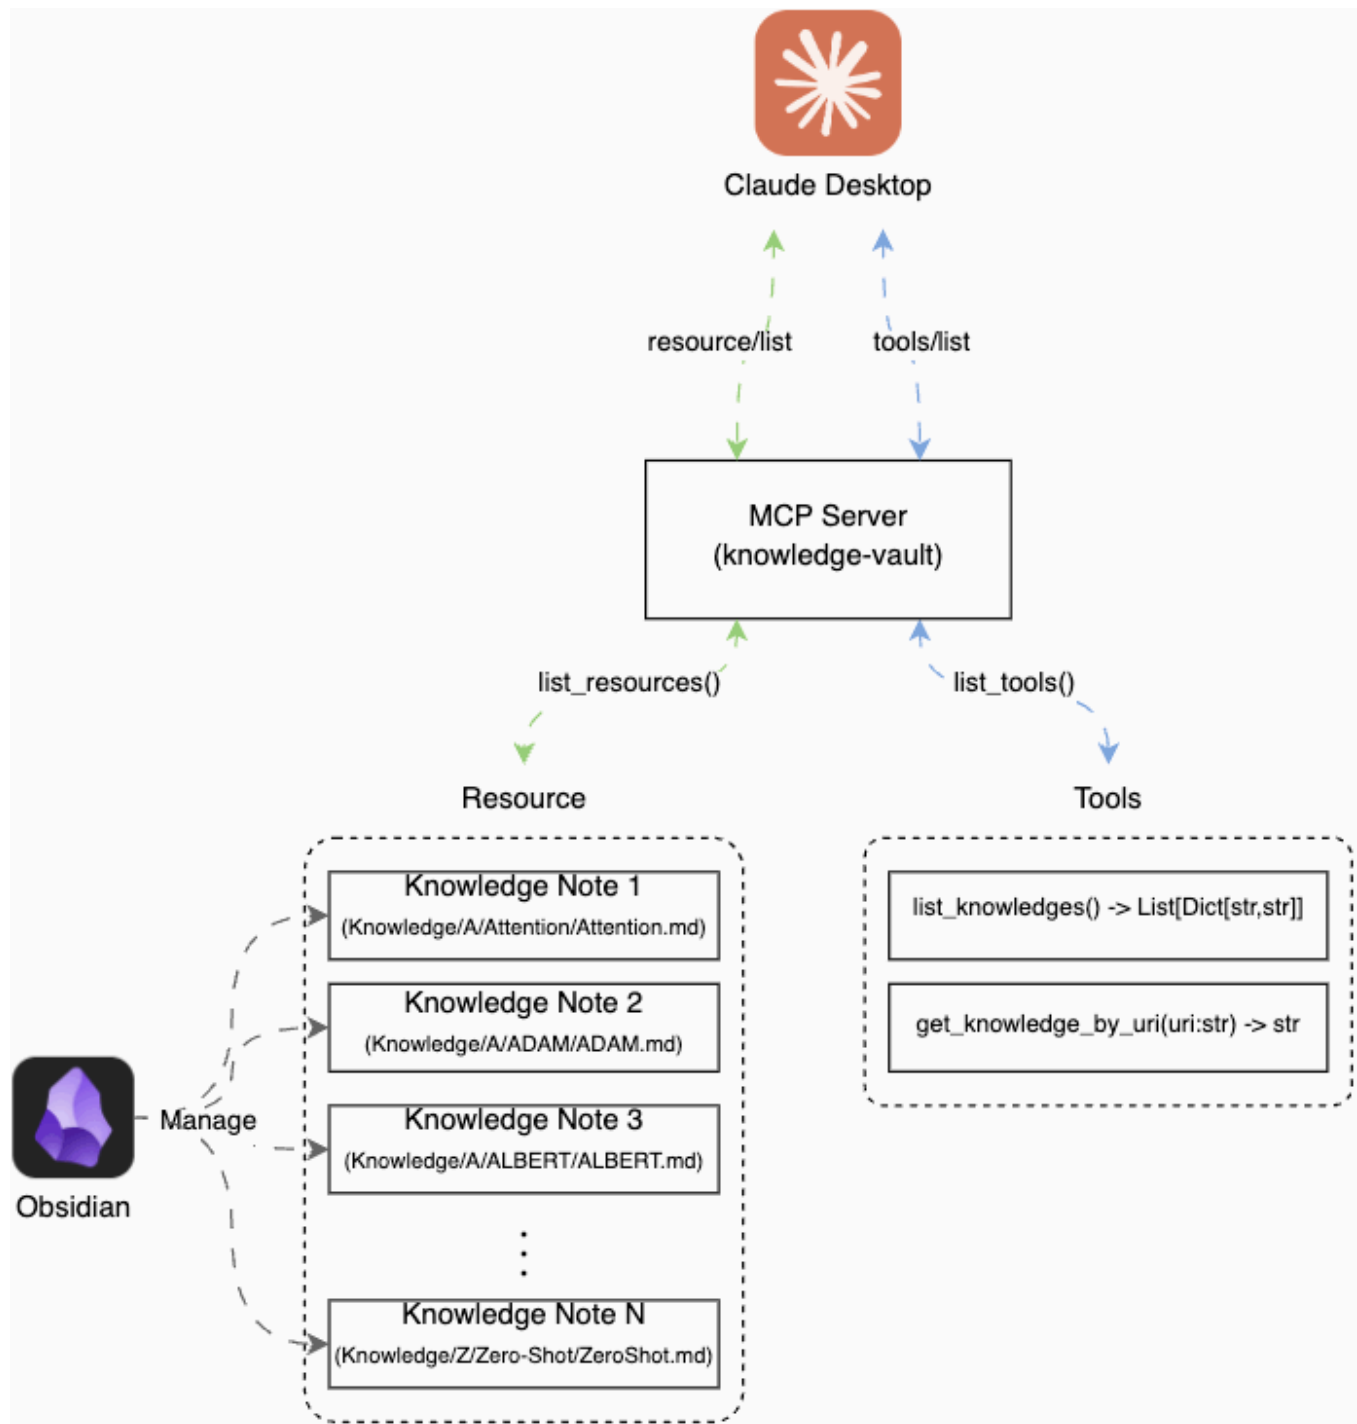 Claude Desktop
resource/list
tools/list
MCP Server
(knowledge-vault)
list_resources()
list_tools()
Resource
Tools
Knowledge Note 1
(Knowledge/A/Attention/Attention.md)
list_knowledges() -> List[Dict[str,str]]
Knowledge Note 2
(Knowledge/A/ADAM/ADAM.md)
get_knowledge_by_uri(uri:str) -> str
Manage
Knowledge Note 3
(Knowledge/A/ALBERT/ALBERT.md)
Obsidian
Knowledge Note N
(Knowledge/Z/Zero-Shot/ZeroShot.md)